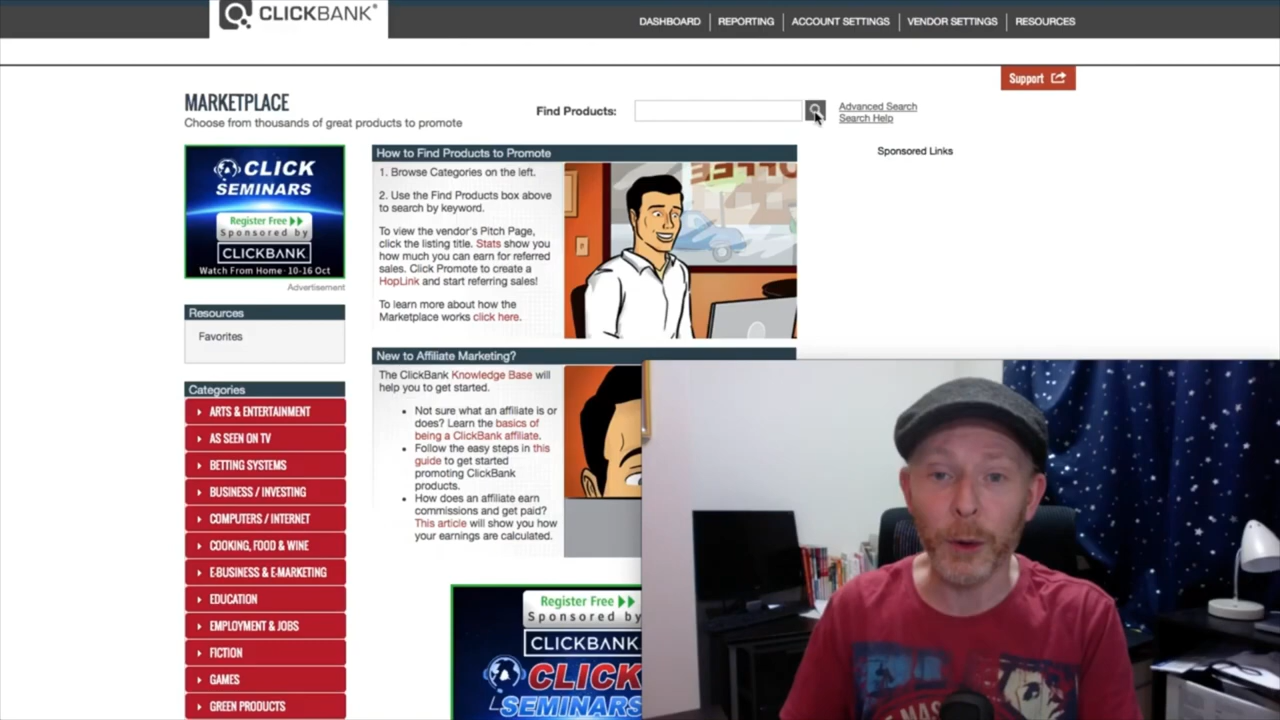 CLICKBANK®
DASHBOARD
REPORTING
ACCOUNT SETTINGS
VENDOR SETTINGS
RESOURCES
Support
MARKETPLACE
Choose from thousands of great products to promote
Find Products:
Advanced Search
Search Help
Sponsored Links
CLICK
SEMINARS
Register Free
Sponsored by
CLICKBANK
Watch From Home - 10-16 Oct
Advertisement
Resources
Favorites
Categories
ARTS & ENTERTAINMENT
AS SEEN ON TV
BETTING SYSTEMS
BUSINESS / INVESTING
COMPUTERS / INTERNET
COOKING, FOOD & WINE
E-BUSINESS & E-MARKETING
EDUCATION
EMPLOYMENT & JOBS
FICTION
GAMES
GREEN PRODUCTS
How to Find Products to Promote
1. Browse Categories on the left.
2. Use the Find Products box above
to search by keyword.
To view the vendor's Pitch Page,
click the listing title. Stats show you
how much you can earn for referred
sales. Click Promote to create a
HopLink and start referring sales!
To learn more about how the
Marketplace works click here.
COFFEE
New to Affiliate Marketing?
The ClickBank Knowledge Base will
help you to get started.
• Not sure what an affiliate is or
does? Learn the basics of
being a ClickBank affiliate.
• Follow the easy steps in this
guide to get started
promoting ClickBank
products.
• How does an affiliate earn
commissions and get paid?
This article will show you how
your earnings are calculated.
Register Free
Sponsored by
CLICKBANK
CLICK
SEMINARS